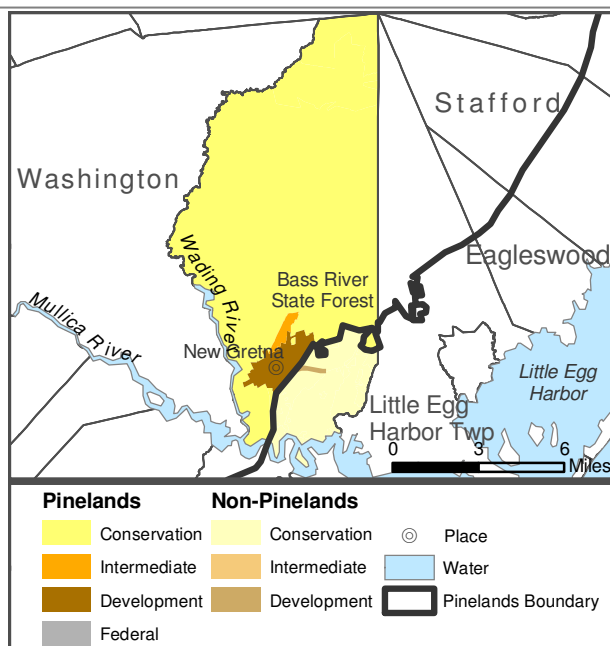 Stafford
Washington
Eagleswood
Wading River
Bass River
State Forest
Mullica River
New Gretna
Little Egg
Harbor
Little Egg
Harbor Twp
0 3 6
Miles
Pinelands Non-Pinelands
Conservation Conservation Place
Intermediate Intermediate Water
Development Development Pinelands Boundary
Federal